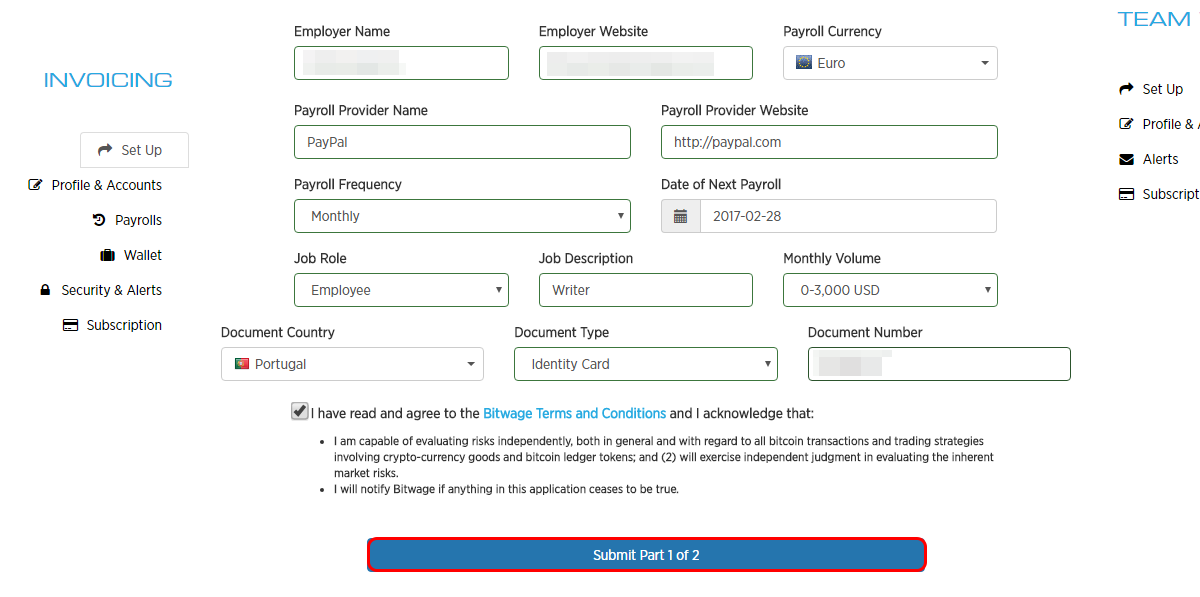 TEAM
INVOICING
Set Up
Profile & Accounts
Payrolls
Wallet
Security & Alerts
Subscription
Employer Name
Employer Website
Payroll Currency
Euro
Payroll Provider Name
Payroll Provider Website
PayPal
http://paypal.com
Payroll Frequency
Date of Next Payroll
Monthly
2017-02-28
Job Role
Job Description
Monthly Volume
Employee
Writer
0-3,000 USD
Document Country
Document Type
Document Number
Portugal
Identity Card
I have read and agree to the Bitwage Terms and Conditions and I acknowledge that:
• I am capable of evaluating risks independently, both in general and with regard to all bitcoin transactions and trading strategies
involving crypto-currency goods and bitcoin ledger tokens; and (2) will exercise independent judgment in evaluating the inherent
market risks.
• I will notify Bitwage if anything in this application ceases to be true.
Submit Part 1 of 2
Set Up
Profile &
Alerts
Subscript